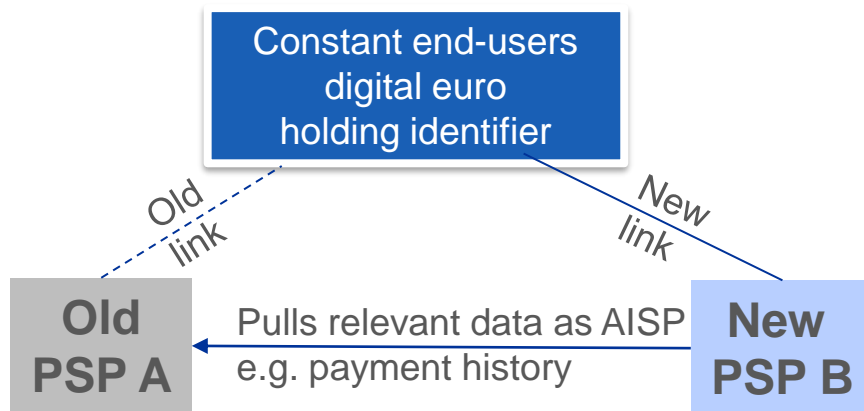 Constant end-users
digital euro
holding identifier
Old
link
New
link
Old
PSP A
Pulls relevant data as AISP
e.g. payment history
New
PSP B